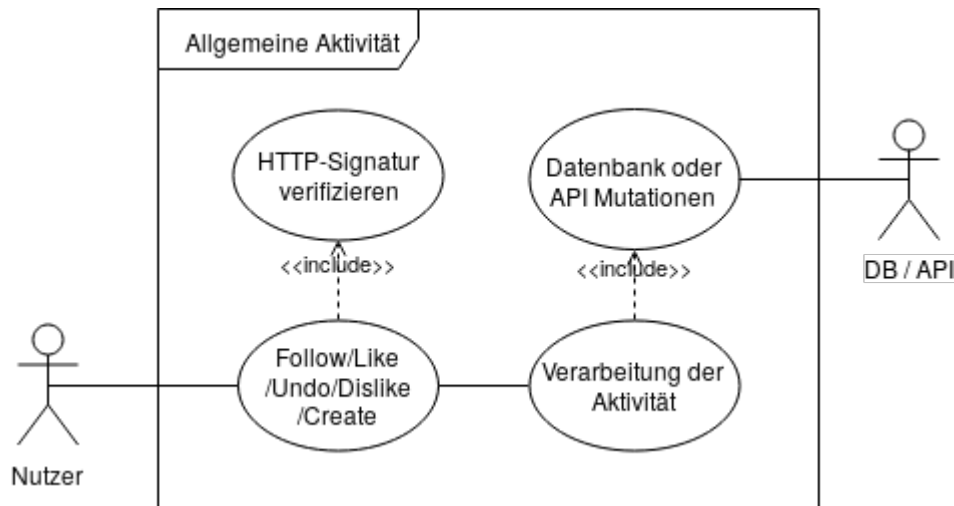 Allgemeine Aktivität
HTTP-Signatur
verifizieren
Datenbank oder
API Mutationen
<<include>>
<<include>>
DB / API
Follow/Like
/Undo/Dislike
/Create
Verarbeitung der
Aktivität
Nutzer